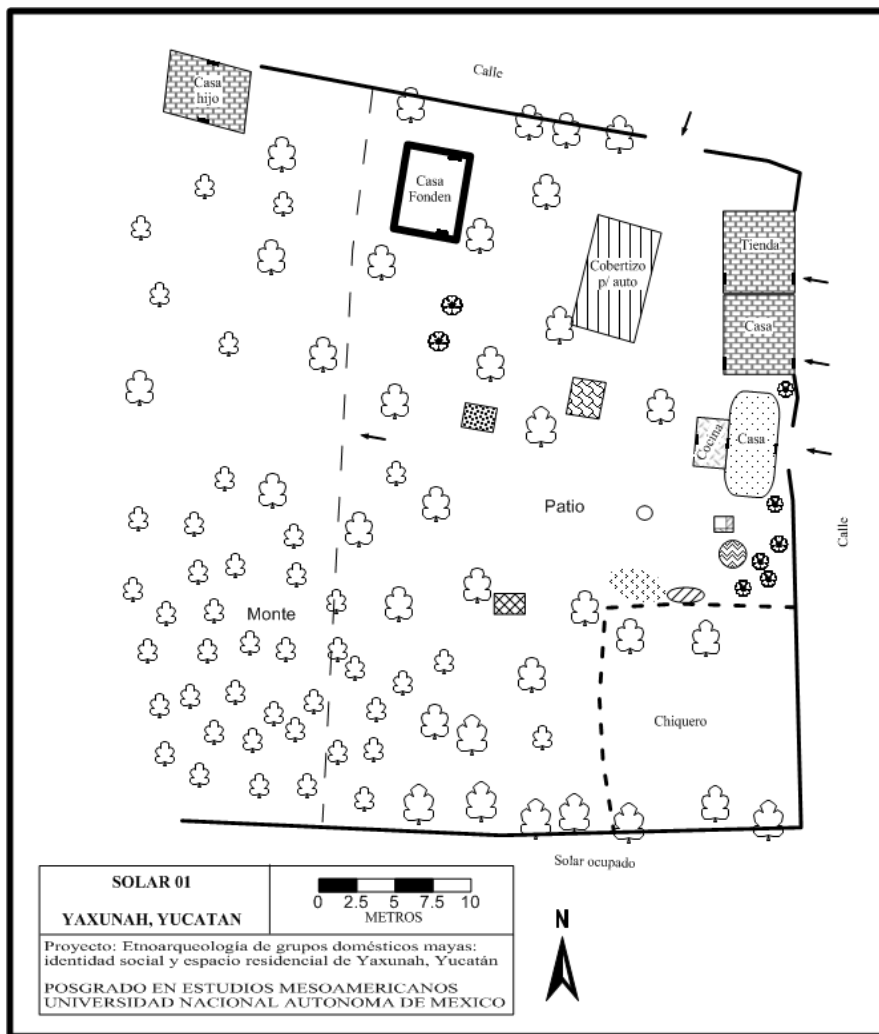 Calle
Casa
hijo
Casa
Fonden
Tienda
Cobertizo
p/ auto
Casa
Cocina
Casa
Patio
Calle
Monte
Chiquero
Solar ocupado
SOLAR 01
YAXUNAH, YUCATAN
0 2.5 5 7.5 10
METROS
N
Proyecto: Etnoarqueología de grupos domésticos mayas:
identidad social y espacio residencial de Yaxunah, Yucatán
POSGRADO EN ESTUDIOS MESOAMERICANOS
UNIVERSIDAD NACIONAL AUTONOMA DE MEXICO